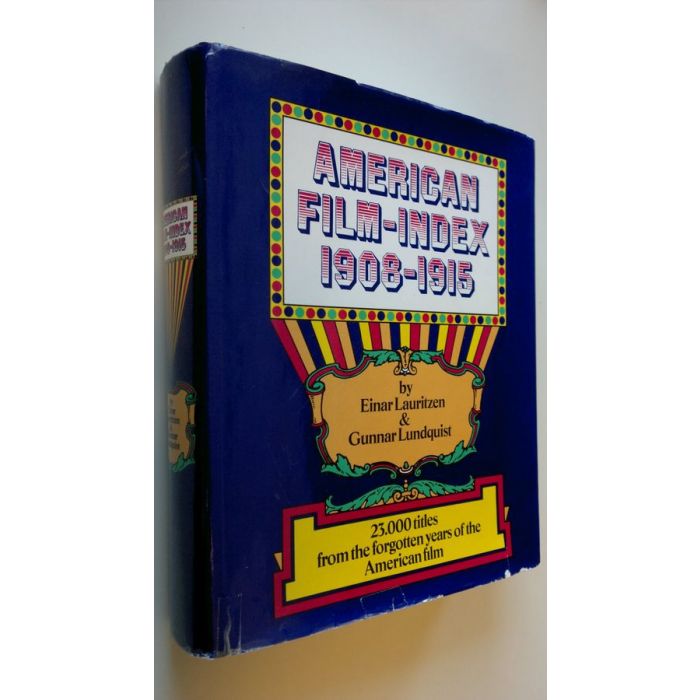 AMERICAN
FILM-INDEX
1908-1915
by
Einar Lauritzen
&
Gunnar Lundquist
23.000 titles
from the forgotten years of the
American film
AMERICAN
FILM-INDEX
1908-1915